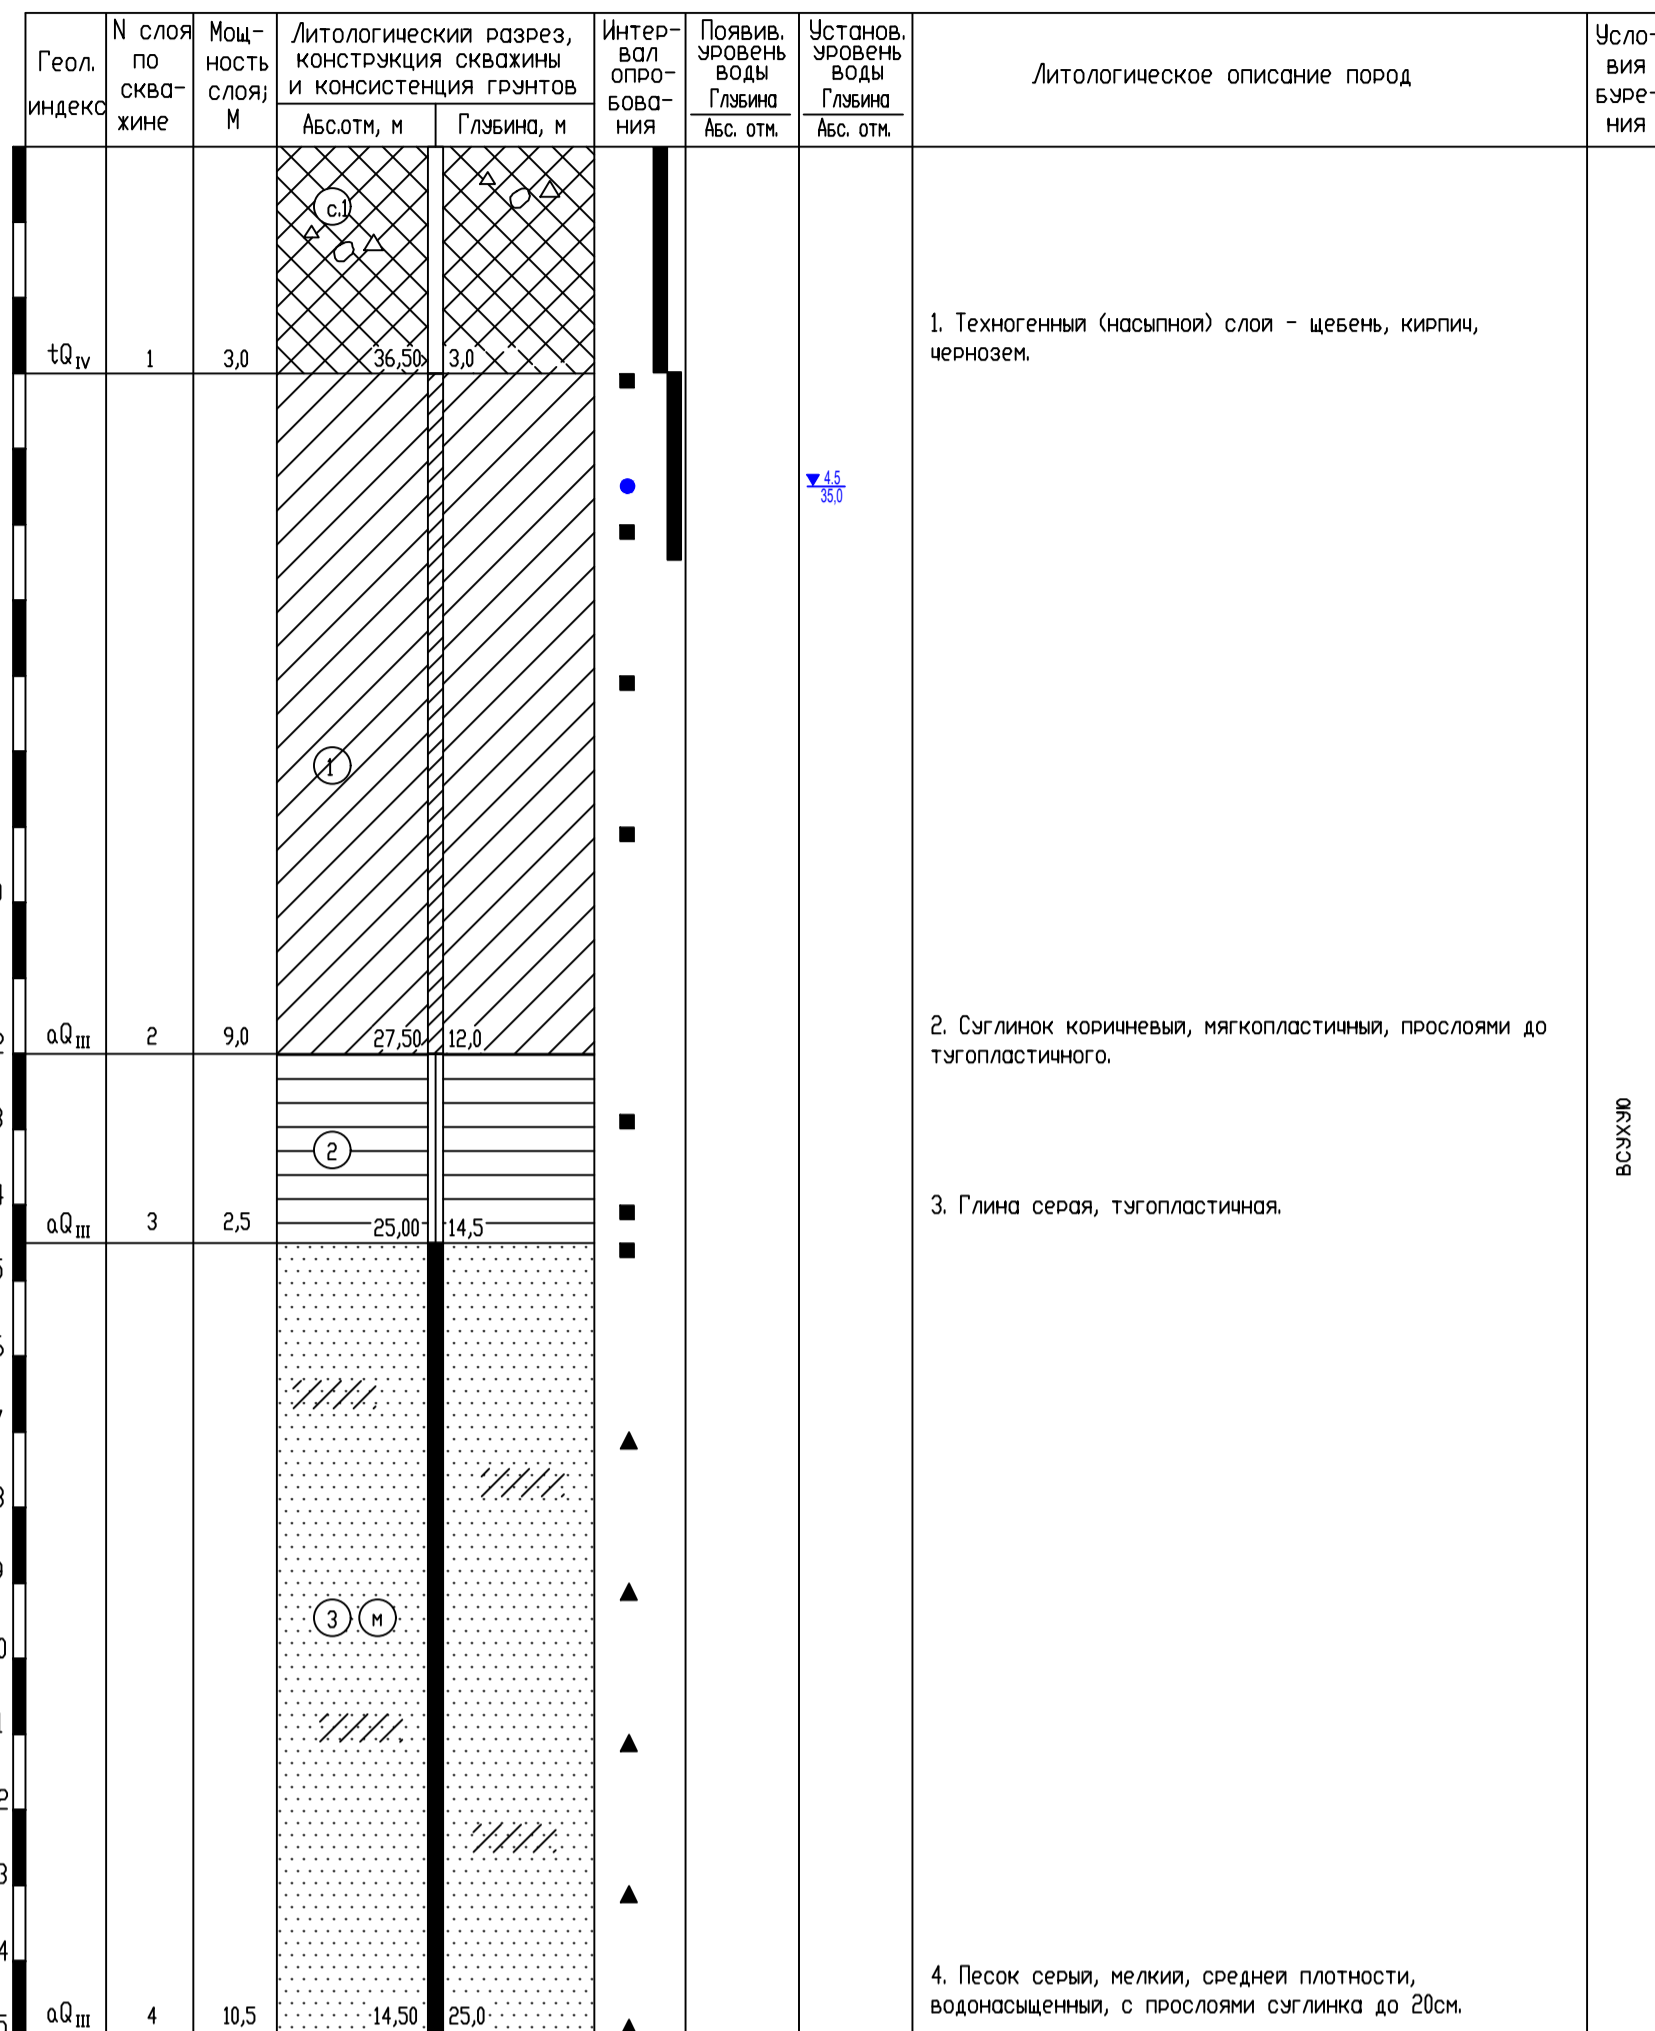 Геол.
индекс
N слоя
по
сква-
жине
Мощ-
ность
слоя;
М
Литологический разрез,
конструкция скважины
и консистенция грунтов
Абс.отм, м
Глубина, м
Интер-
вал
опро-
бова-
ния
Появив.
уровень
воды
Глубина
Абс. отм.
Установ.
уровень
воды
Глубина
Абс. отм.
Литологическое описание пород
Усло-
вия
буре-
ния
с.1
1. Техногенный (насыпной) слой - щебень, кирпич,
чернозем.
tQIV 1 3,0 36,50 3,0
4.5
35,0
1
2. Суглинок коричневый, мягкопластичный, прослоями до
тугопластичного.
aQIII 2 9,0 27,50 12,0
всухую
2
3. Глина серая, тугопластичная.
aQIII 3 2,5 25,00 14,5
3 м
4. Песок серый, мелкий, средней плотности,
водонасыщенный, с прослоями суглинка до 20см.
aQIII 4 10,5 14,50 25,0